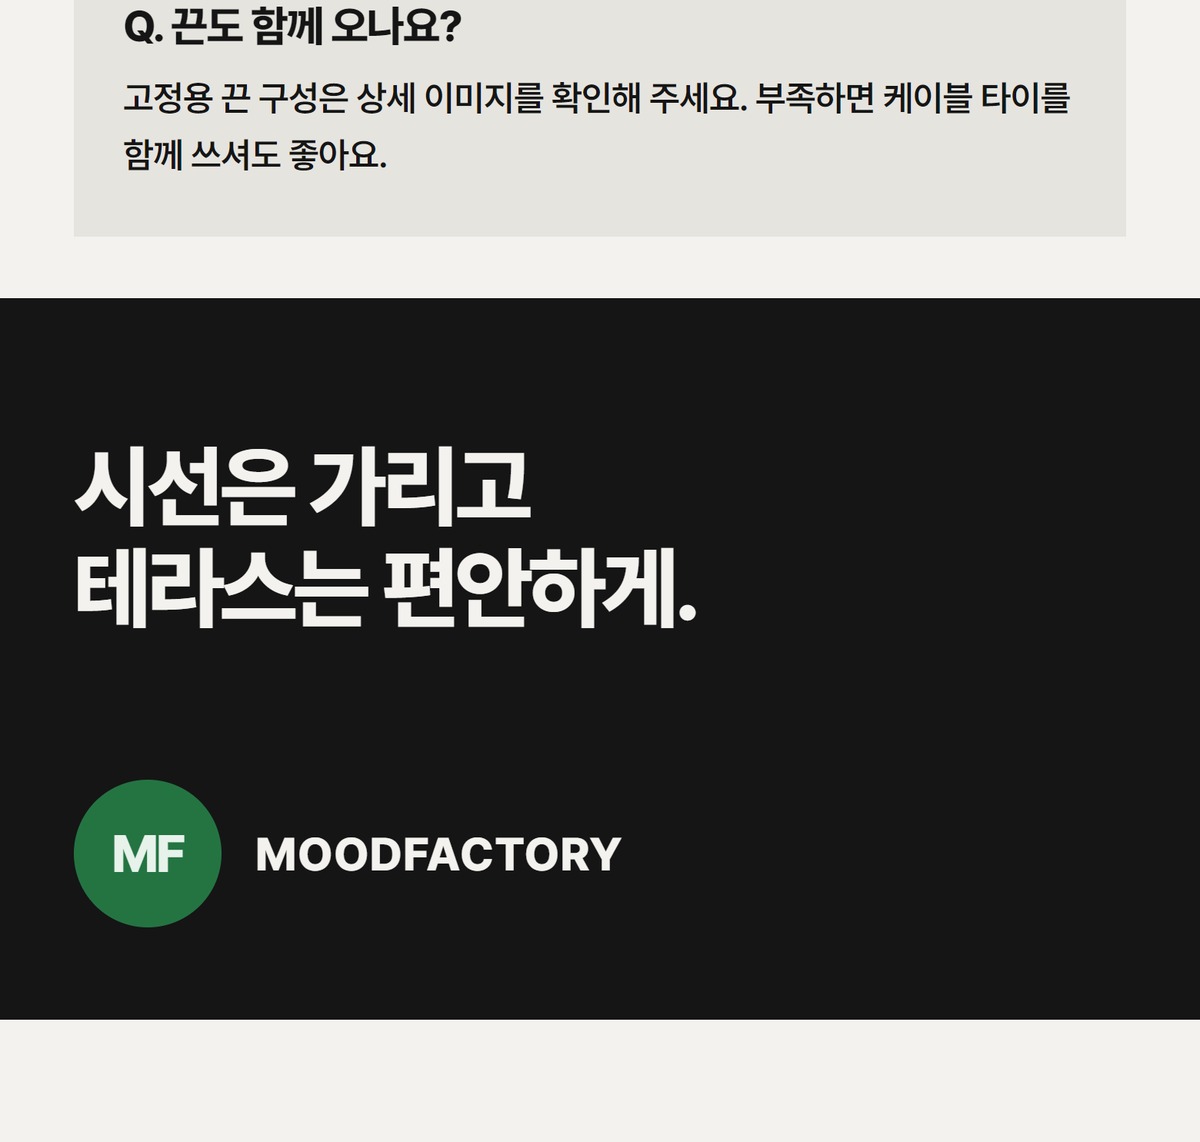 Q. 끈도 함께 오나요?
고정용 끈 구성은 상세 이미지를 확인해 주세요. 부족하면 케이블 타이를
함께 쓰셔도 좋아요.
시선은 가리고
테라스는 편안하게.
MF
MOODFACTORY